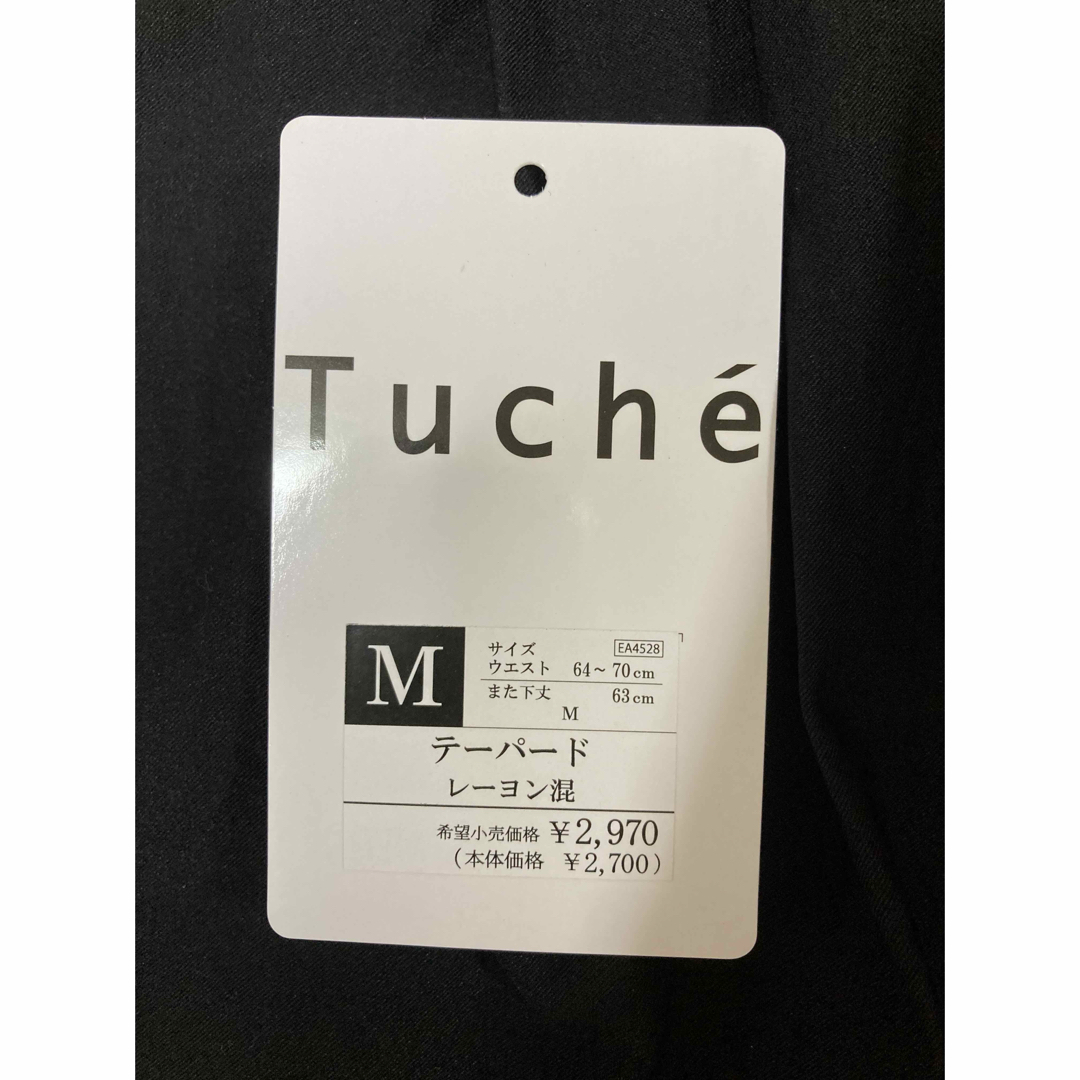 Tuché
M
サイズ EA4528
ウエスト 64～70cm
また下丈 63cm
M
テーパード
レーヨン混
希望小売価格 ¥2,970
(本体価格 ¥2,700)